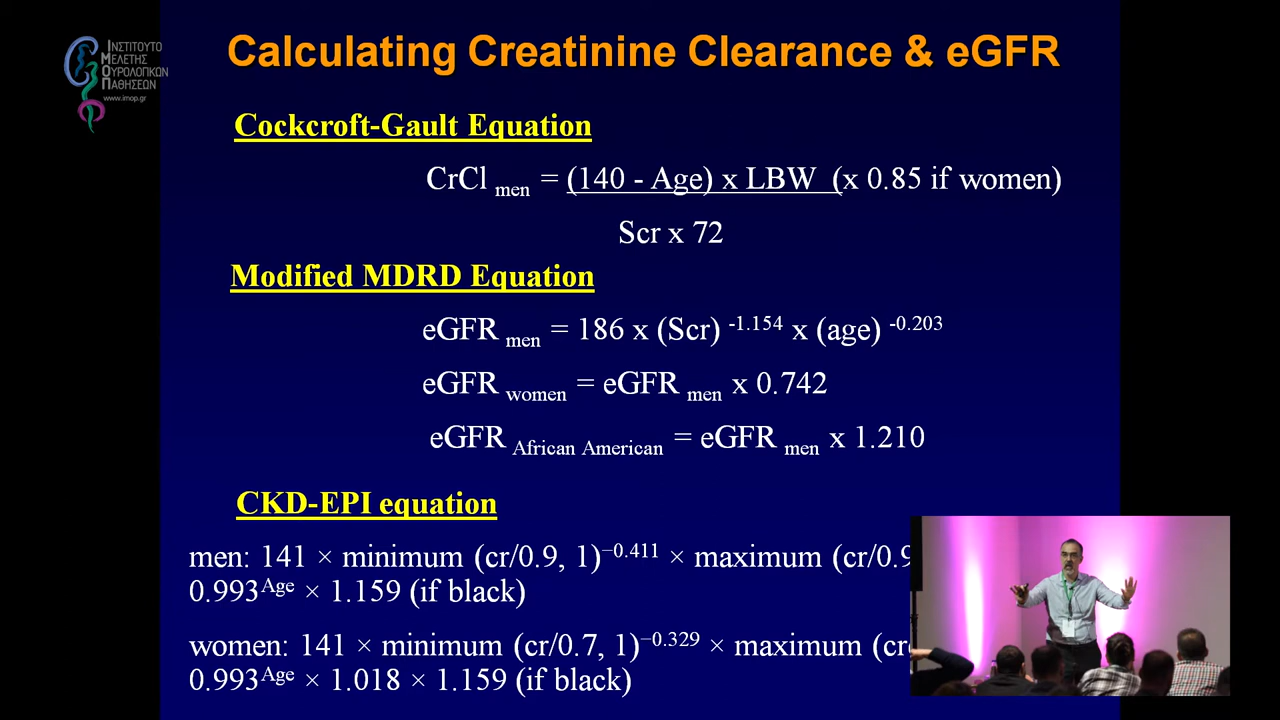 ΙΝΣΤΙΤΟΥΤΟ
ΜΕΛΕΤΗΣ
ΟΥΡΟΛΟΓΙΚΩΝ
ΠΑΘΗΣΕΩΝ
www.imop.gr
Calculating Creatinine Clearance & eGFR
Cockcroft-Gault Equation
CrCl men = (140 - Age) x LBW (x 0.85 if women)
Scr x 72
Modified MDRD Equation
eGFR men = 186 x (Scr) -1.154 x (age) -0.203
eGFR women = eGFR men x 0.742
eGFR African American = eGFR men x 1.210
CKD-EPI equation
men: 141 × minimum (cr/0.9, 1)−0.411 × maximum (cr/0.9
0.993Age × 1.159 (if black)
women: 141 × minimum (cr/0.7, 1)−0.329 × maximum (cr
0.993Age × 1.018 × 1.159 (if black)